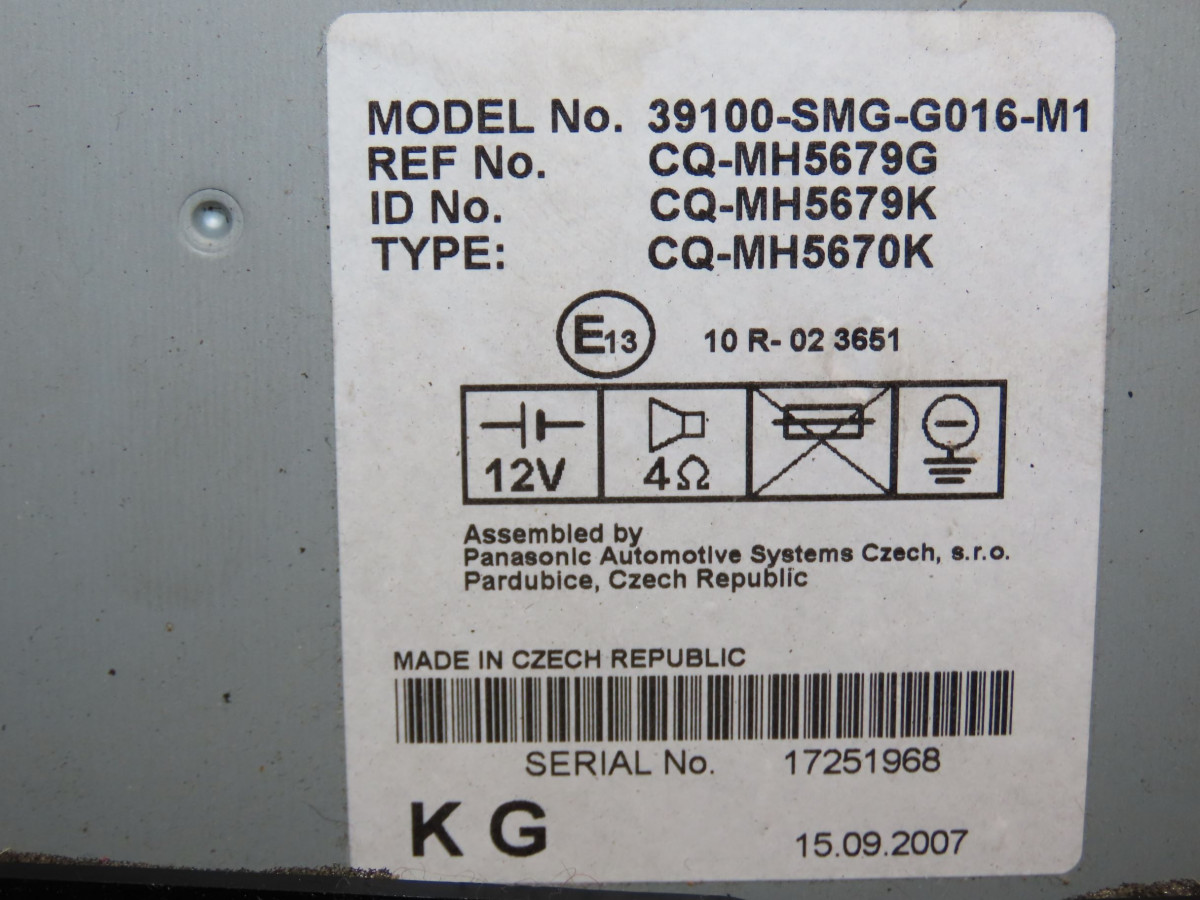 MODEL No. 39100-SMG-G016-M1
REF No. CQ-MH5679G
ID No. CQ-MH5679K
TYPE: CQ-MH5670K
E13 10 R- 02 3651
12V 4Ω
Assembled by
Panasonic Automotive Systems Czech, s.r.o.
Pardubice, Czech Republic
MADE IN CZECH REPUBLIC
SERIAL No. 17251968
K G 15.09.2007